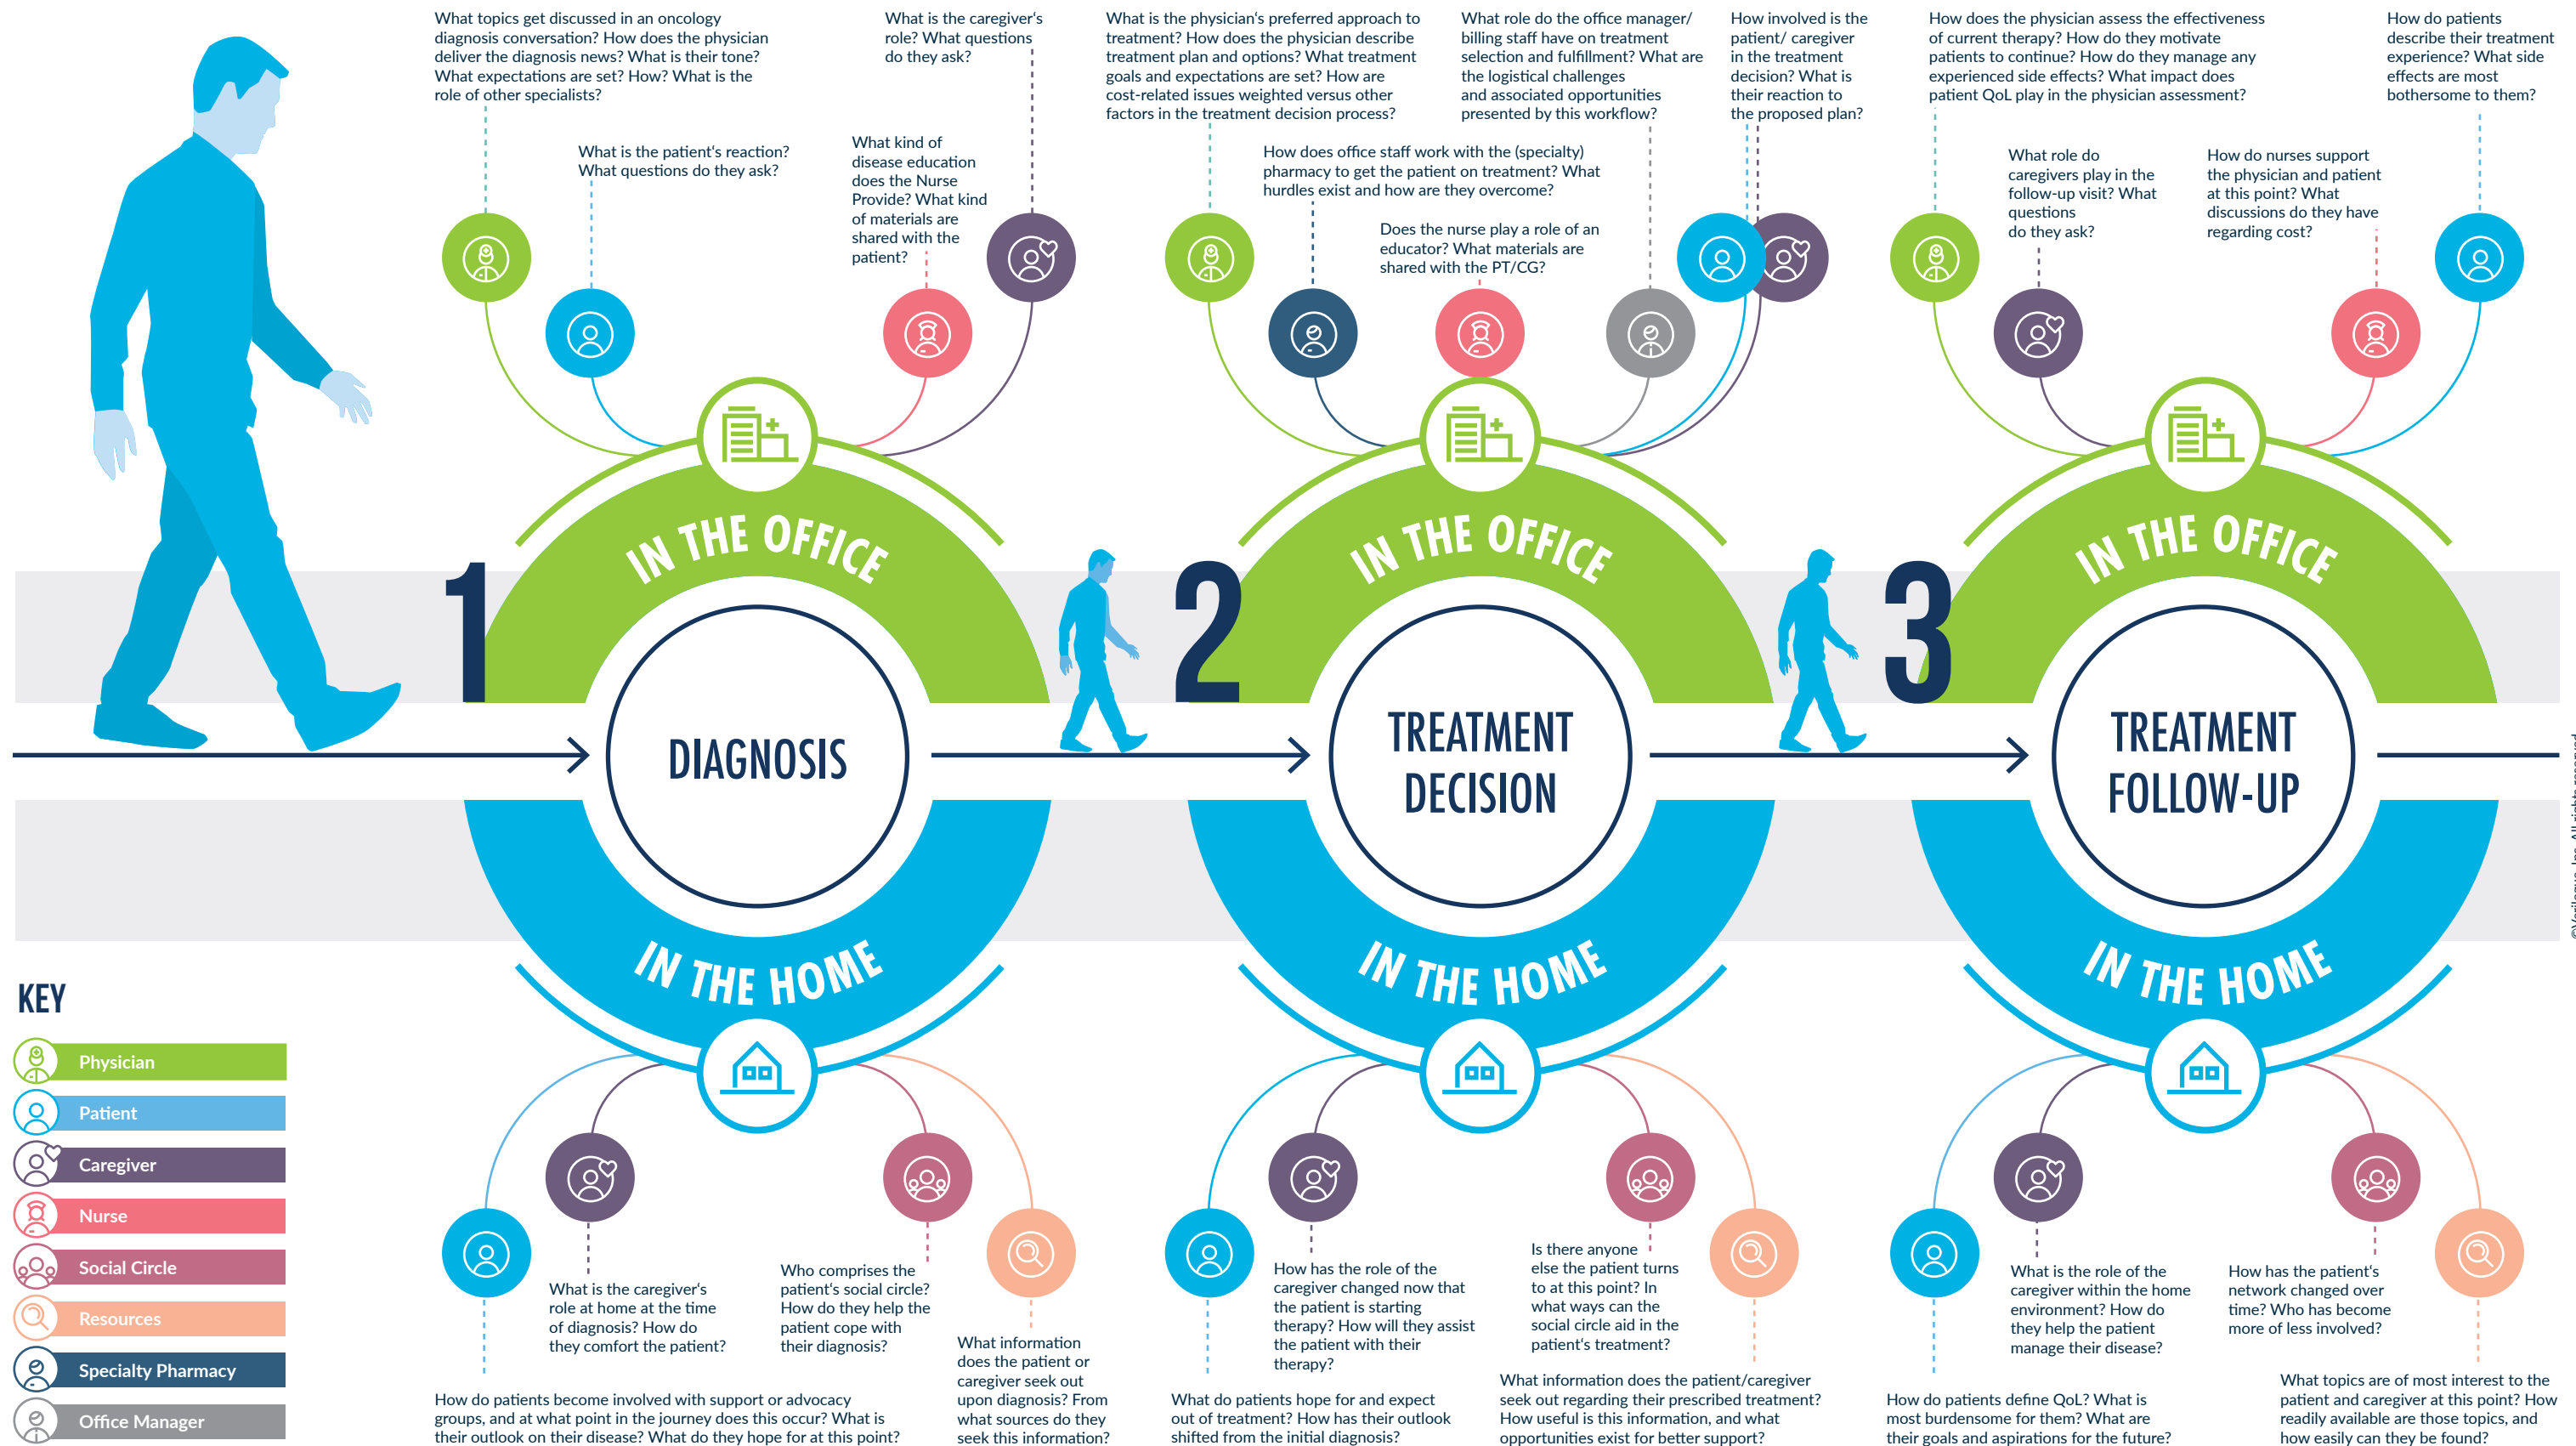 What topics get discussed in an oncology
diagnosis conversation? How does the physician
deliver the diagnosis news? What is their tone?
What expectations are set? How? What is the
role of other specialists?
What is the patient's reaction?
What questions do they ask?
What kind of
disease education
does the Nurse
Provide? What kind
of materials are
shared with the
patient?
What is the caregiver's
role? What questions
do they ask?
What is the physician's preferred approach to
treatment? How does the physician describe
treatment plan and options? What treatment
goals and expectations are set? How are
cost-related issues weighted versus other
factors in the treatment decision process?
How does office staff work with the (specialty)
pharmacy to get the patient on treatment? What
hurdles exist and how are they overcome?
Does the nurse play a role of an
educator? What materials are
shared with the PT/CG?
What role do the office manager/
billing staff have on treatment
selection and fulfillment? What are
the logistical challenges
and associated opportunities
presented by this workflow?
How involved is the
patient/ caregiver
in the treatment
decision? What is
their reaction to
the proposed plan?
How does the physician assess the effectiveness
of current therapy? How do they motivate
patients to continue? How do they manage any
experienced side effects? What impact does
patient QoL play in the physician assessment?
What role do
caregivers play in the
follow-up visit? What
questions
do they ask?
How do nurses support
the physician and patient
at this point? What
discussions do they have
regarding cost?
How do patients
describe their treatment
experience? What side
effects are most
bothersome to them?
IN THE OFFICE
IN THE OFFICE
IN THE OFFICE
1
DIAGNOSIS
2
TREATMENT
DECISION
3
TREATMENT
FOLLOW-UP
IN THE HOME
IN THE HOME
IN THE HOME
All rights reserved
KEY
Physician
Patient
Caregiver
Nurse
Social Circle
Resources
Specialty Pharmacy
Office Manager
How do patients become involved with support or advocacy
groups, and at what point in the journey does this occur? What is
their outlook on their disease? What do they hope for at this point?
What is the caregiver's
role at home at the time
of diagnosis? How do
they comfort the patient?
Who comprises the
patient's social circle?
How do they help the
patient cope with
their diagnosis?
What information
does the patient or
caregiver seek out
upon diagnosis? From
what sources do they
seek this information?
What do patients hope for and expect
out of treatment? How has their outlook
shifted from the initial diagnosis?
How has the role of the
caregiver changed now that
the patient is starting
therapy? How will they assist
the patient with their
therapy?
Is there anyone
else the patient turns
to at this point? In
what ways can the
social circle aid in the
patient's treatment?
What information does the patient/caregiver
seek out regarding their prescribed treatment?
How useful is this information, and what
opportunities exist for better support?
How do patients define QoL? What is
most burdensome for them? What are
their goals and aspirations for the future?
What is the role of the
caregiver within the home
environment? How do
they help the patient
manage their disease?
How has the patient's
network changed over
time? Who has become
more of less involved?
What topics are of most interest to the
patient and caregiver at this point? How
readily available are those topics, and
how easily can they be found?